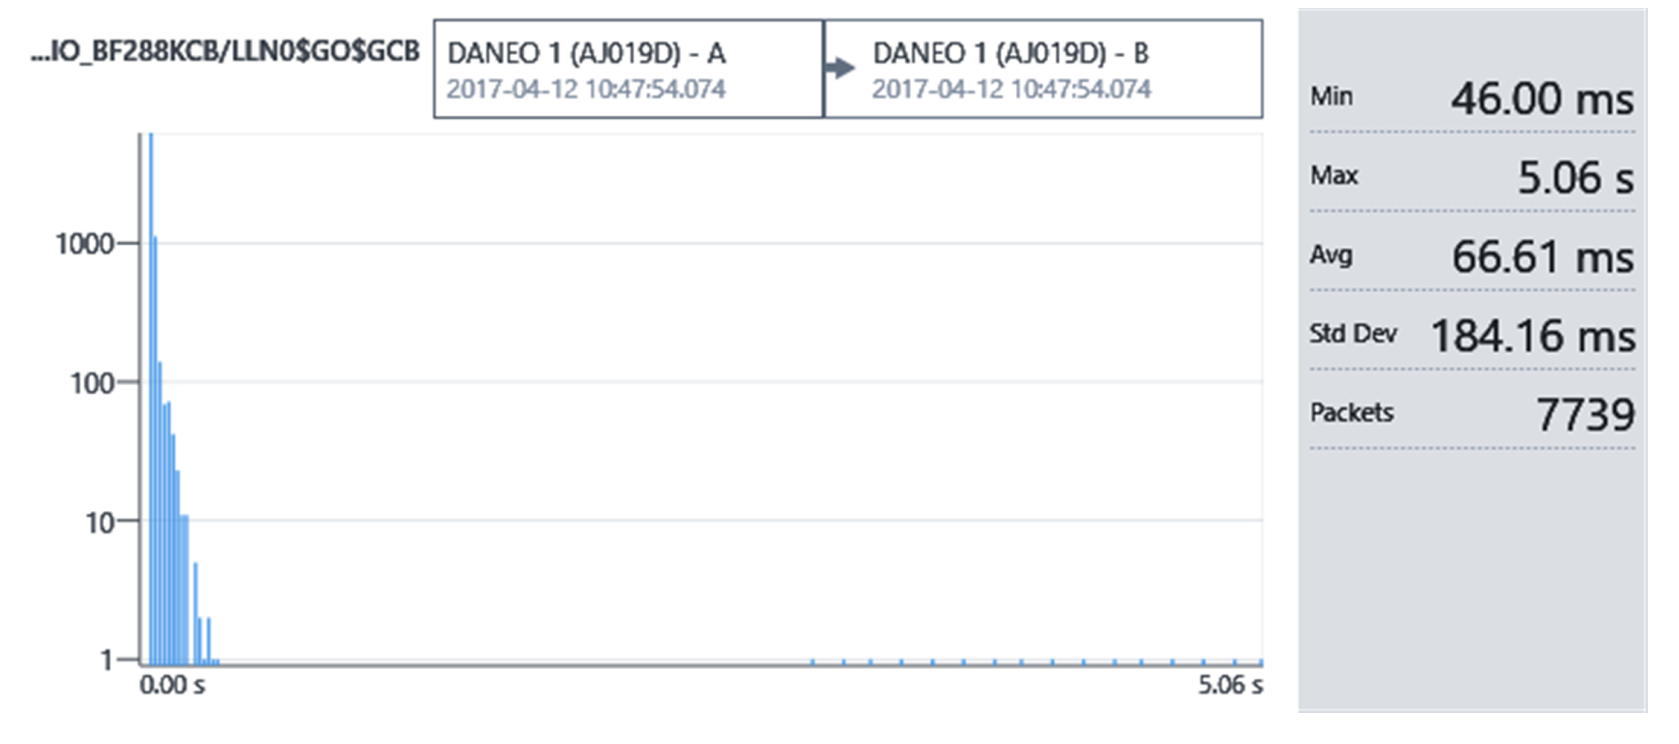 ...IO_BF288KCB/LLN0$GO$GCB
DANEO 1 (AJ019D) - A
2017-04-12 10:47:54.074
DANEO 1 (AJ019D) - B
2017-04-12 10:47:54.074
1000
100
10
1
0.00 s
5.06 s
Min 46.00 ms
Max 5.06 s
Avg 66.61 ms
Std Dev 184.16 ms
Packets 7739